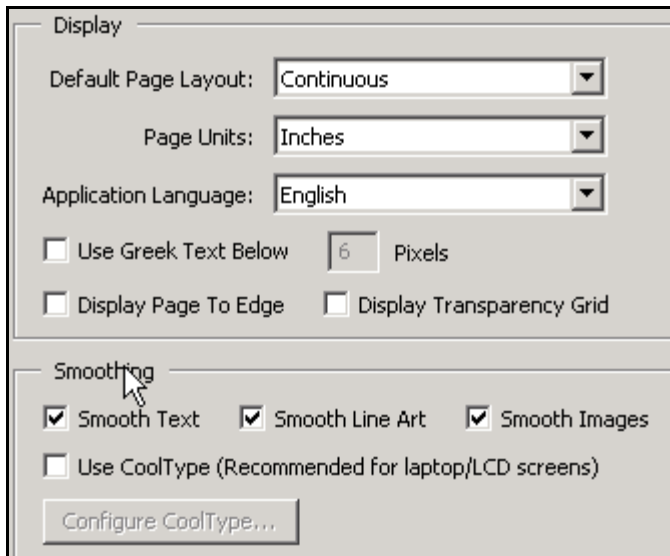 Display
Default Page Layout: Continuous
Page Units: Inches
Application Language: English
Use Greek Text Below 6 Pixels
Display Page To Edge Display Transparency Grid
Smoothing
Smooth Text Smooth Line Art Smooth Images
Use CoolType (Recommended for laptop/LCD screens)
Configure CoolType...